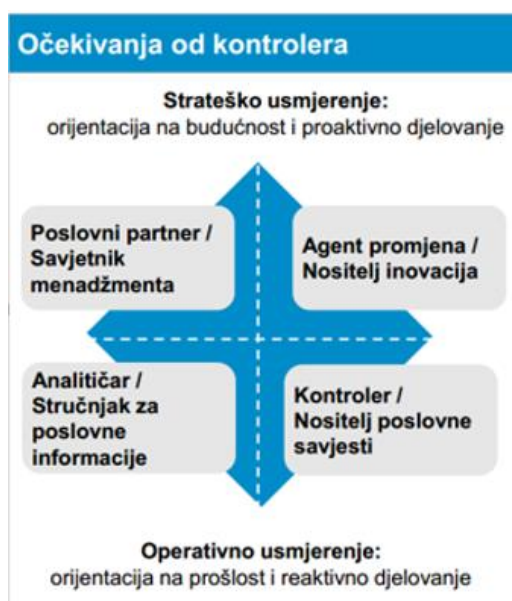 Očekivanja od kontrolera
Strateško usmjerenje:
orijentacija na budućnost i proaktivno djelovanje
Poslovni partner /
Savjetnik
menadžmenta
Agent promjena /
Nositelj inovacija
Analitičar /
Stručnjak za
poslovne
informacije
Kontroler /
Nositelj poslovne
savjesti
Operativno usmjerenje:
orijentacija na prošlost i reaktivno djelovanje